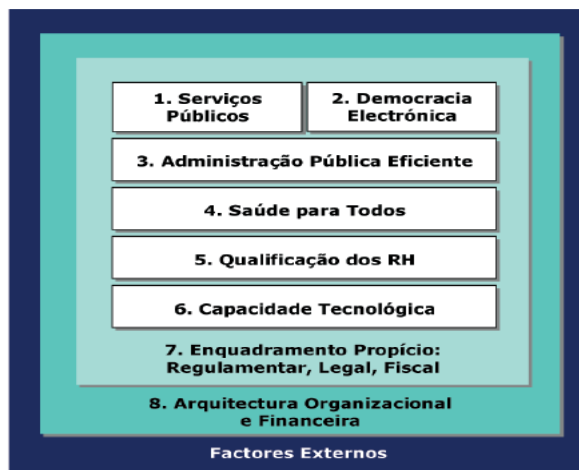 1. Serviços
Públicos
2. Democracia
Electrónica
3. Administração Pública Eficiente
4. Saúde para Todos
5. Qualificação dos RH
6. Capacidade Tecnológica
7. Enquadramento Propício:
Regulamentar, Legal, Fiscal
8. Arquitectura Organizacional
e Financeira
Factores Externos